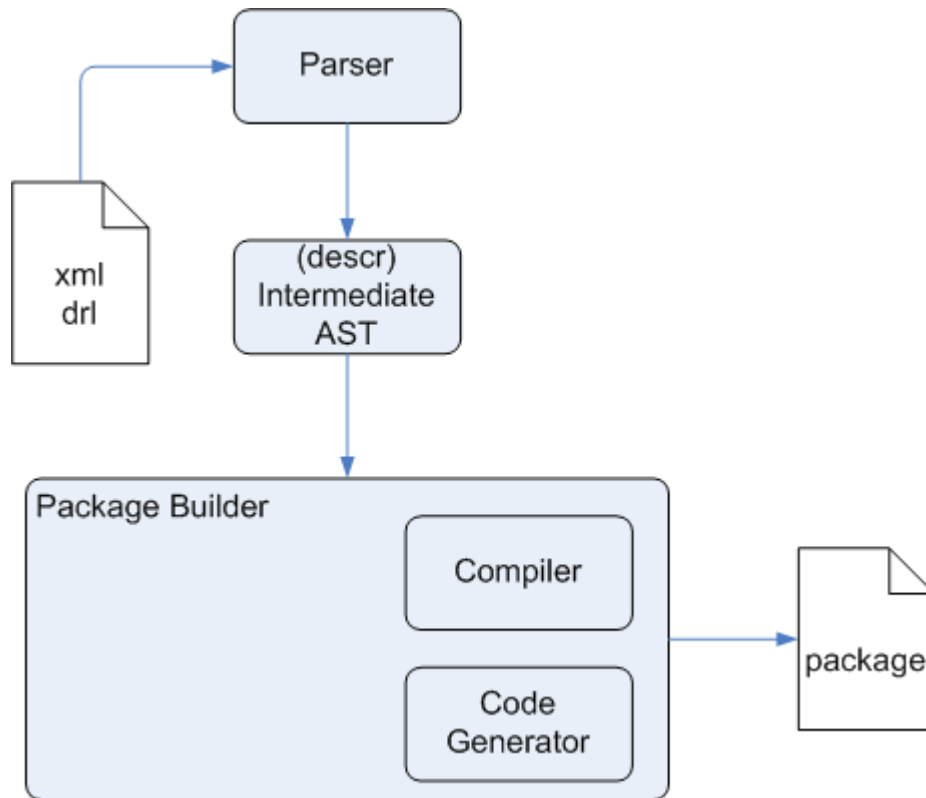 Parser
xml
drl
(descr)
Intermediate
AST
Package Builder
Compiler
Code
Generator
package